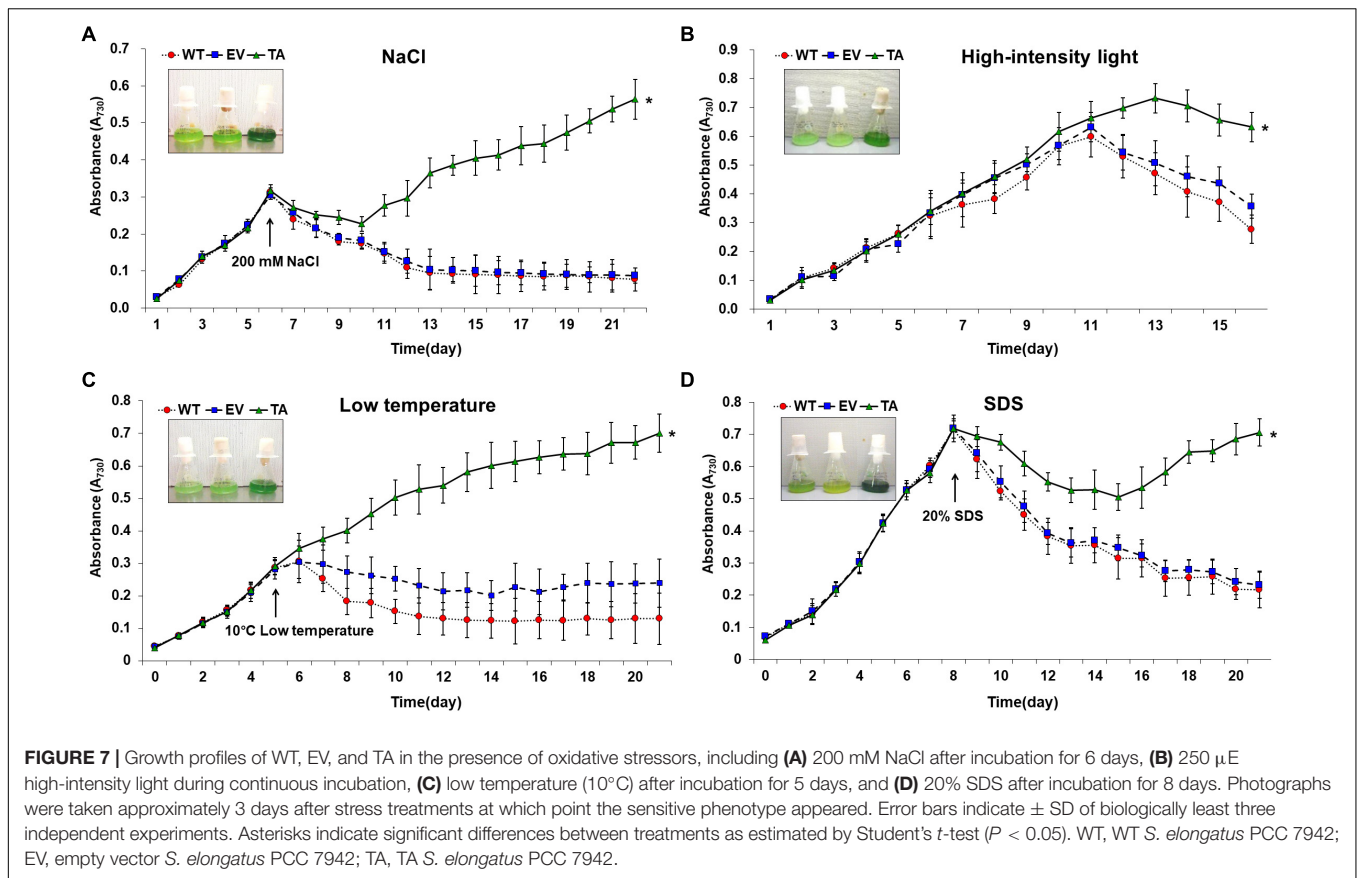 A
NaCl
WT EV TA
Absorbance (A730)
0.7
0.6
0.5
0.4
0.3
0.2
0.1
0.0
200 mM NaCl
*
1 3 5 7 9 11 13 15 17 19 21
Time(day)
B
High-intensity light
WT EV TA
Absorbance (A730)
0.9
0.8
0.7
0.6
0.5
0.4
0.3
0.2
0.1
0.0
*
1 3 5 7 9 11 13 15
Time(day)
C
Low temperature
WT EV TA
Absorbance (A730)
0.8
0.7
0.6
0.5
0.4
0.3
0.2
0.1
0
10°C Low temperature
*
0 2 4 6 8 10 12 14 16 18 20
Time(day)
D
SDS
WT EV TA
Absorbance (A730)
0.8
0.7
0.6
0.5
0.4
0.3
0.2
0.1
0
20% SDS
*
0 2 4 6 8 10 12 14 16 18 20
Time(day)
FIGURE 7 | Growth profiles of WT, EV, and TA in the presence of oxidative stressors, including (A) 200 mM NaCl after incubation for 6 days, (B) 250 μE
high-intensity light during continuous incubation, (C) low temperature (10°C) after incubation for 5 days, and (D) 20% SDS after incubation for 8 days. Photographs
were taken approximately 3 days after stress treatments at which point the sensitive phenotype appeared. Error bars indicate ± SD of biologically least three
independent experiments. Asterisks indicate significant differences between treatments as estimated by Student's t-test (P < 0.05). WT, WT S. elongatus PCC 7942;
EV, empty vector S. elongatus PCC 7942; TA, TA S. elongatus PCC 7942.